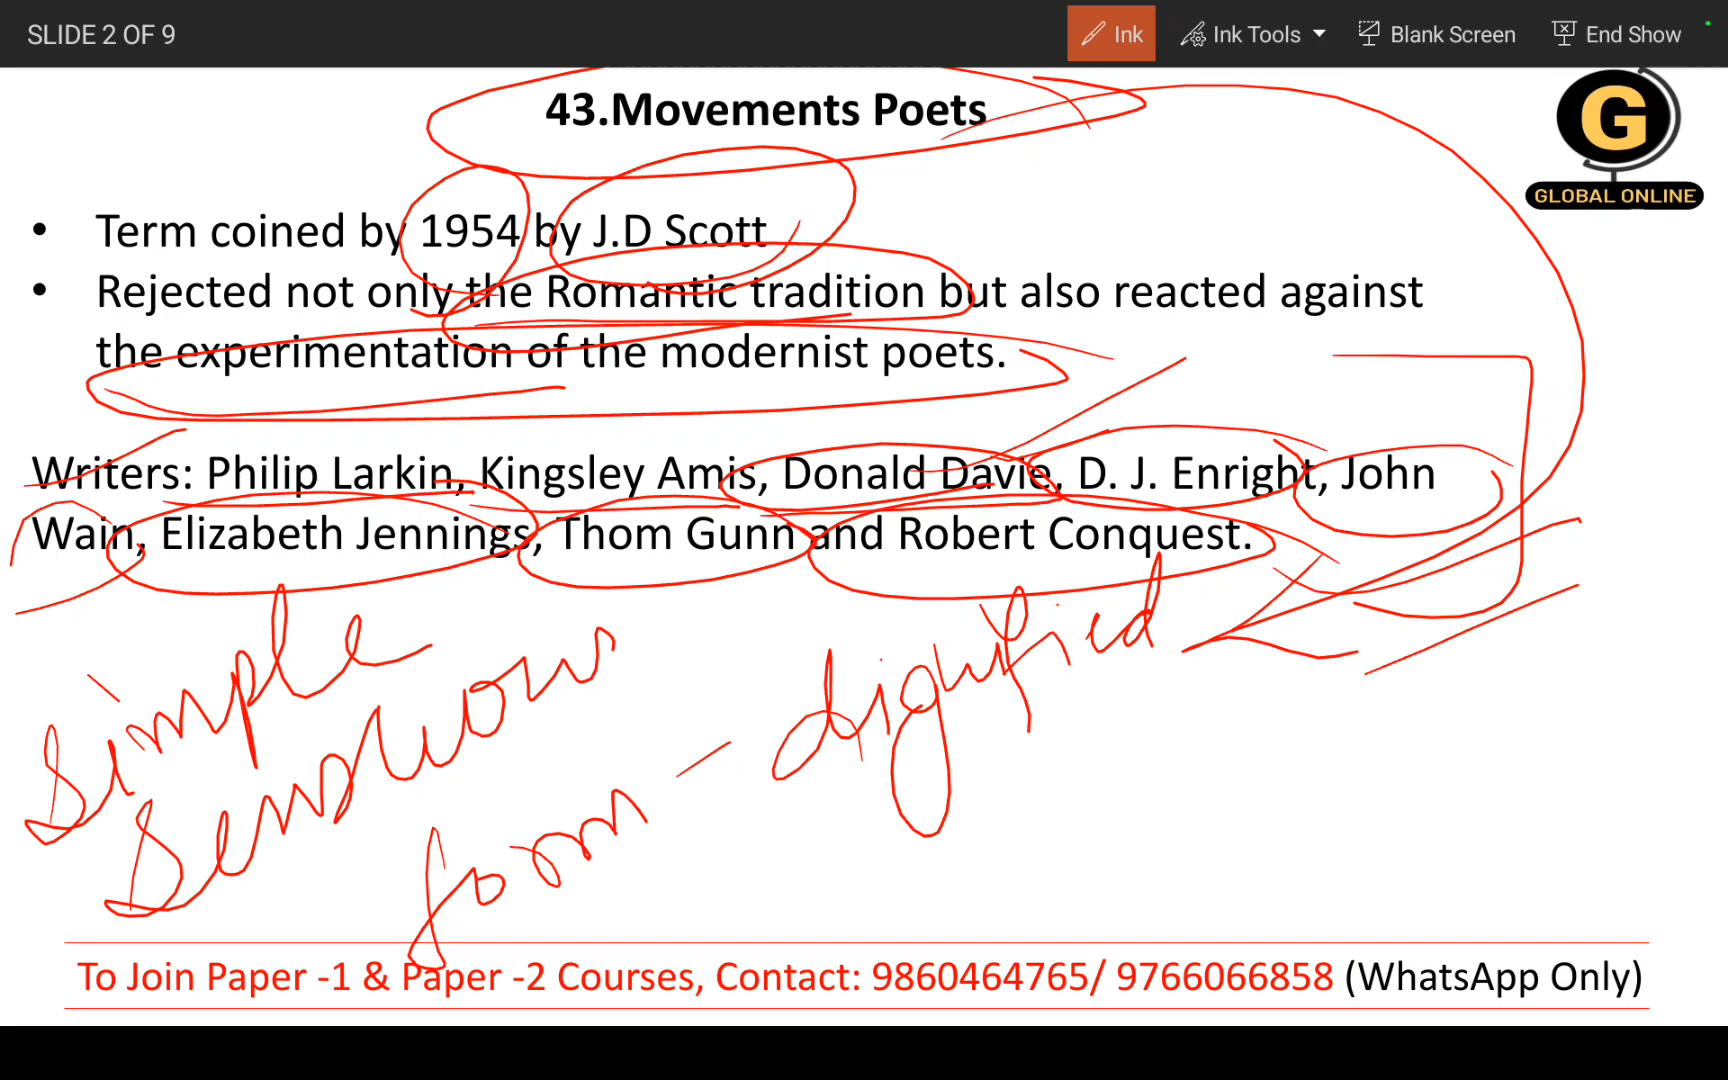 SLIDE 2 OF 9
Ink
Ink Tools
Blank Screen
End Show
43.Movements Poets
G
GLOBAL ONLINE
• Term coined by 1954 by J.D Scott
• Rejected not only the Romantic tradition but also reacted against
the experimentation of the modernist poets.
Writers: Philip Larkin, Kingsley Amis, Donald Davie, D. J. Enright, John
Wain, Elizabeth Jennings, Thom Gunn and Robert Conquest.
Simple
Sensuous
form - dignified
To Join Paper -1 & Paper -2 Courses, Contact: 9860464765/ 9766066858 (WhatsApp Only)